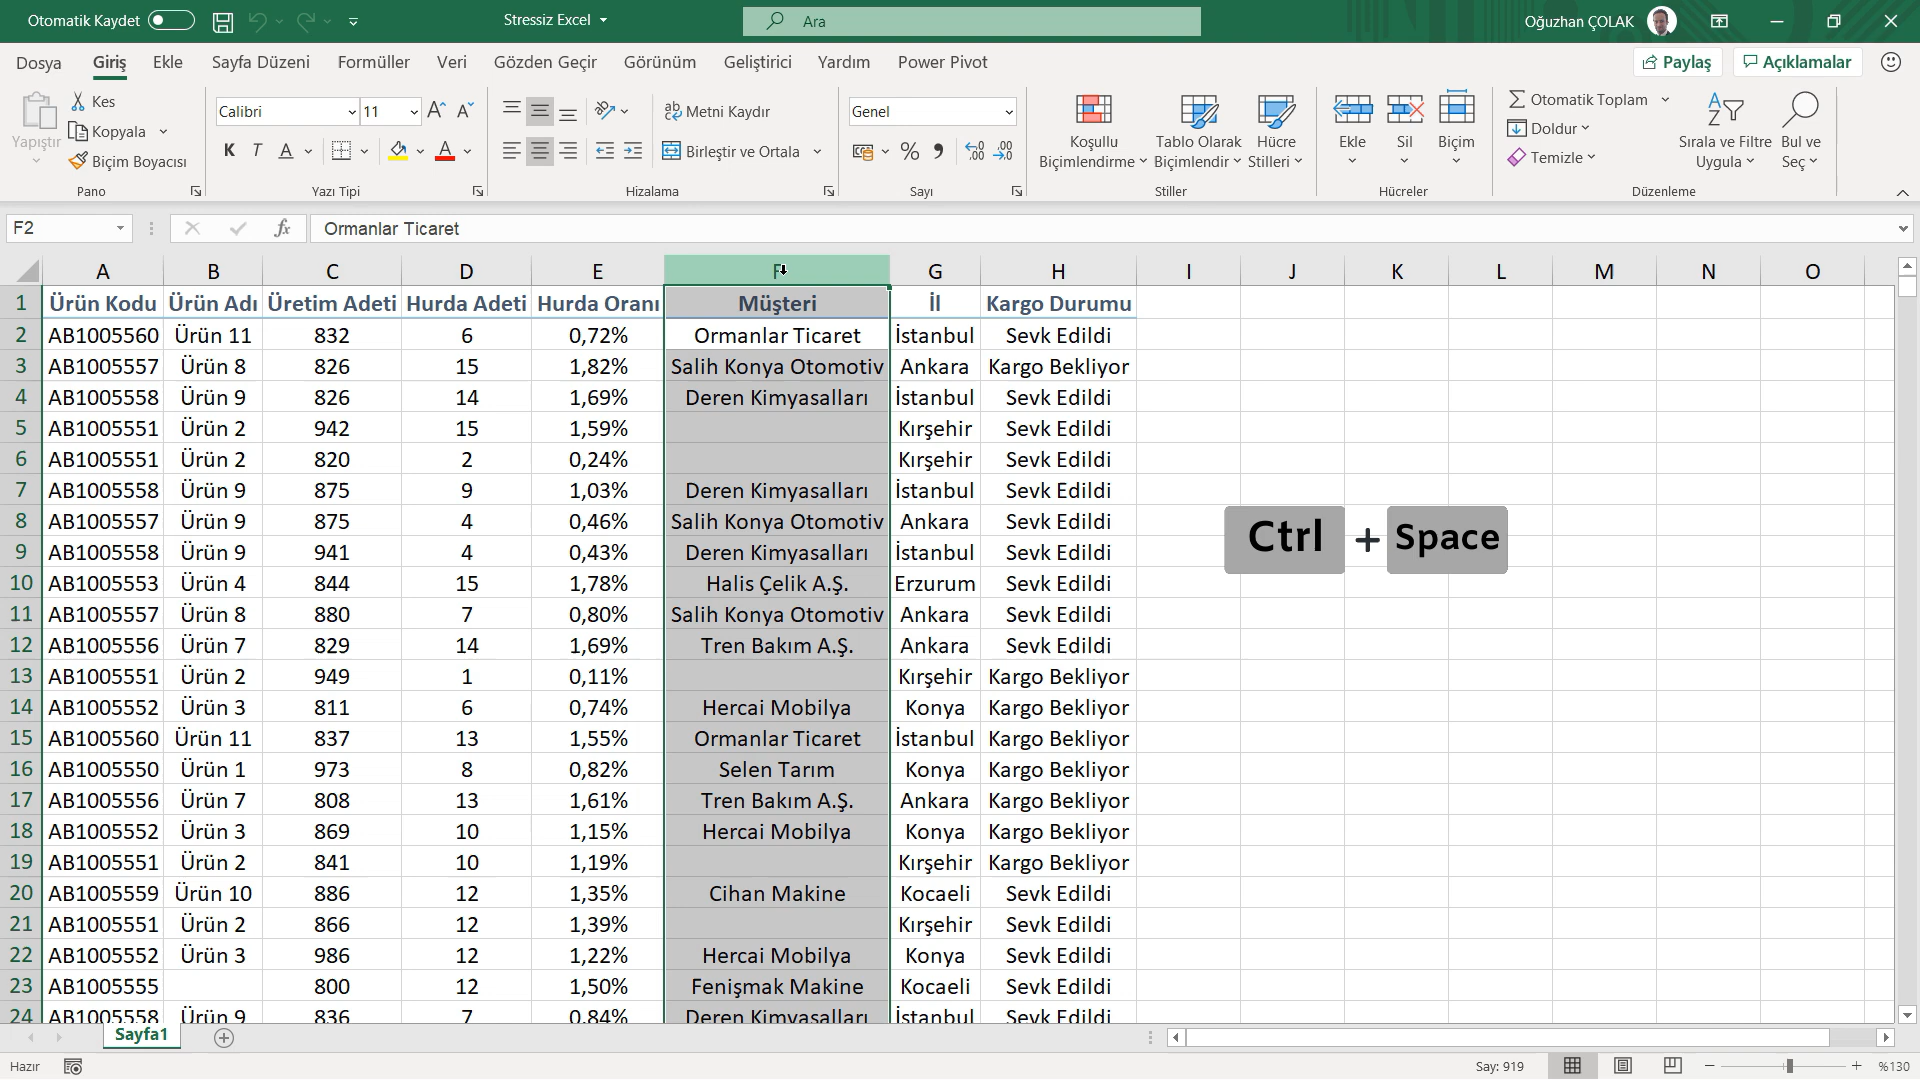 Otomatik Kaydet Stressiz Excel Ara Oğuzhan ÇOLAK
Dosya Giriş Ekle Sayfa Düzeni Formüller Veri Gözden Geçir Görünüm Geliştirici Yardım Power Pivot Paylaş Açıklamalar
Yapıştır Kes Kopyala Biçim Boyacısı Pano
Calibri 11 A A K T A A Yazı Tipi
Metni Kaydır Birleştir ve Ortala Hizalama
Genel % Sayı
Koşullu Biçimlendirme Tablo Olarak Biçimlendir Hücre Stilleri Stiller
Ekle Sil Biçim Hücreler
Otomatik Toplam Doldur Temizle Sırala ve Filtre Uygula Bul ve Seç Düzenleme
F2 fx Ormanlar Ticaret
A B C D E F G H I J K L M N O
1 Ürün Kodu Ürün Adı Üretim Adeti Hurda Adeti Hurda Oranı Müşteri İl Kargo Durumu
2 AB1005560 Ürün 11 832 6 0,72% Ormanlar Ticaret İstanbul Sevk Edildi
3 AB1005557 Ürün 8 826 15 1,82% Salih Konya Otomotiv Ankara Kargo Bekliyor
4 AB1005558 Ürün 9 826 14 1,69% Deren Kimyasalları İstanbul Sevk Edildi
5 AB1005551 Ürün 2 942 15 1,59% Kırşehir Sevk Edildi
6 AB1005551 Ürün 2 820 2 0,24% Kırşehir Sevk Edildi
7 AB1005558 Ürün 9 875 9 1,03% Deren Kimyasalları İstanbul Sevk Edildi
8 AB1005557 Ürün 9 875 4 0,46% Salih Konya Otomotiv Ankara Sevk Edildi
Ctrl + Space
9 AB1005558 Ürün 9 941 4 0,43% Deren Kimyasalları İstanbul Sevk Edildi
10 AB1005553 Ürün 4 844 15 1,78% Halis Çelik A.Ş. Erzurum Sevk Edildi
11 AB1005557 Ürün 8 880 7 0,80% Salih Konya Otomotiv Ankara Sevk Edildi
12 AB1005556 Ürün 7 829 14 1,69% Tren Bakım A.Ş. Ankara Sevk Edildi
13 AB1005551 Ürün 2 949 1 0,11% Kırşehir Kargo Bekliyor
14 AB1005552 Ürün 3 811 6 0,74% Hercai Mobilya Konya Kargo Bekliyor
15 AB1005560 Ürün 11 837 13 1,55% Ormanlar Ticaret İstanbul Kargo Bekliyor
16 AB1005550 Ürün 1 973 8 0,82% Selen Tarım Konya Kargo Bekliyor
17 AB1005556 Ürün 7 808 13 1,61% Tren Bakım A.Ş. Ankara Kargo Bekliyor
18 AB1005552 Ürün 3 869 10 1,15% Hercai Mobilya Konya Kargo Bekliyor
19 AB1005551 Ürün 2 841 10 1,19% Kırşehir Kargo Bekliyor
20 AB1005559 Ürün 10 886 12 1,35% Cihan Makine Kocaeli Sevk Edildi
21 AB1005551 Ürün 2 866 12 1,39% Kırşehir Sevk Edildi
22 AB1005552 Ürün 3 986 12 1,22% Hercai Mobilya Konya Sevk Edildi
23 AB1005555 800 12 1,50% Fenişmak Makine Kocaeli Sevk Edildi
24 AB1005558 Ürün 9 836 7 0,84% Deren Kimyasalları İstanbul Sevk Edildi
Sayfa1
Hazır Say: 919 %130